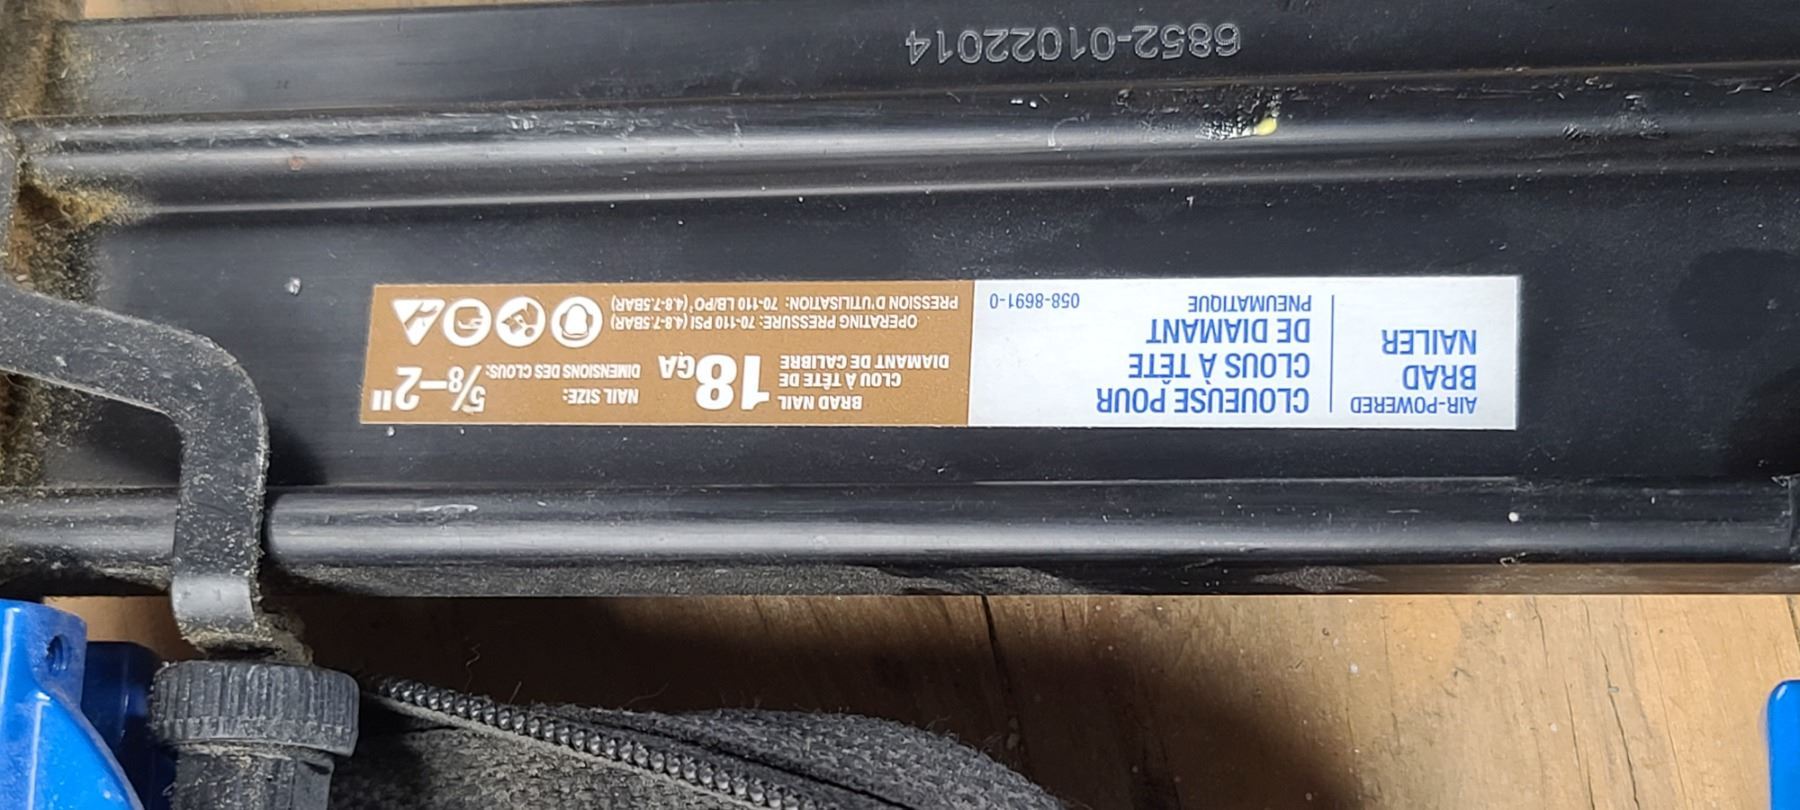 AIR-POWERED
BRAD
NAILER
CLOUEUSE POUR
CLOUS À TÊTE
DE DIAMANT
PNEUMATIQUE
058-8691-0
BRAD NAIL
CLOU À TÊTE DE
DIAMANT DE CALIBRE
18GA
NAIL SIZE:
DIMENSIONS DES CLOUS:
5/8–2"
OPERATING PRESSURE: 70-110 PSI (4.8-7.5BAR)
PRESSION D'UTILISATION: 70-110 LB/PO² (4.8-7.5BAR)
6852-01022014